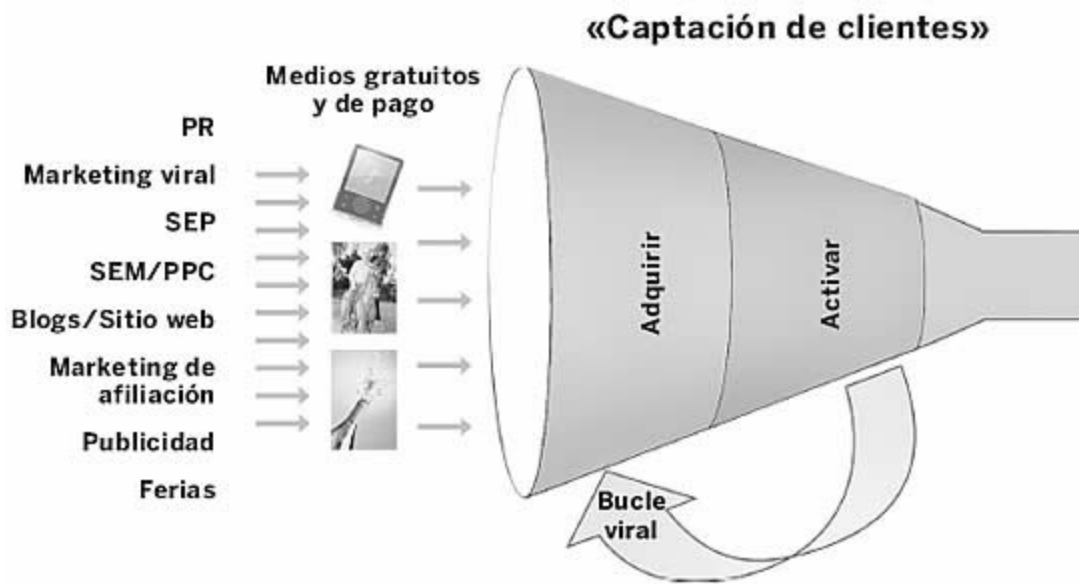 «Captación de clientes»
Medios gratuitos
y de pago
PR
Marketing viral
SEP
SEM/PPC
Blogs/Sitio web
Marketing de
afiliación
Publicidad
Ferias
Adquirir
Activar
Bucle
viral